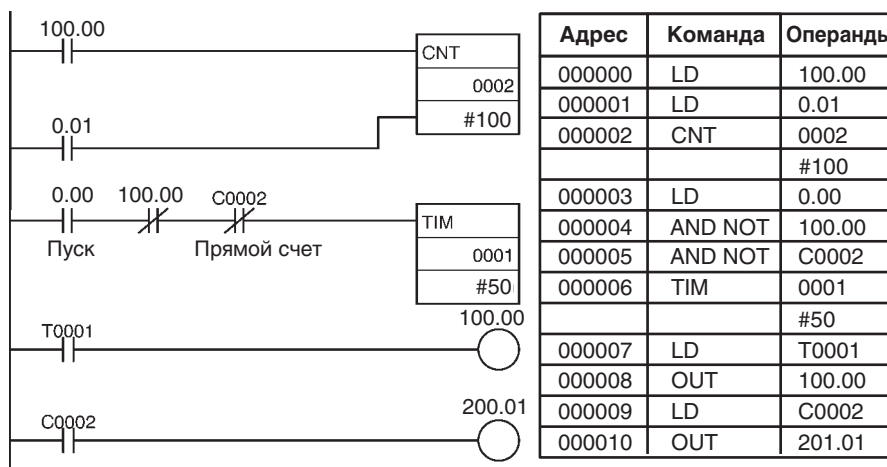 100.00
CNT
0002
#100
0.01
0.00 100.00 C0002
Пуск Прямой счет
TIM
0001
#50
100.00
T0001
200.01
C0002
Адрес Команда Операнды
000000 LD 100.00
000001 LD 0.01
000002 CNT 0002
#100
000003 LD 0.00
000004 AND NOT 100.00
000005 AND NOT C0002
000006 TIM 0001
#50
000007 LD T0001
000008 OUT 100.00
000009 LD C0002
000010 OUT 201.01